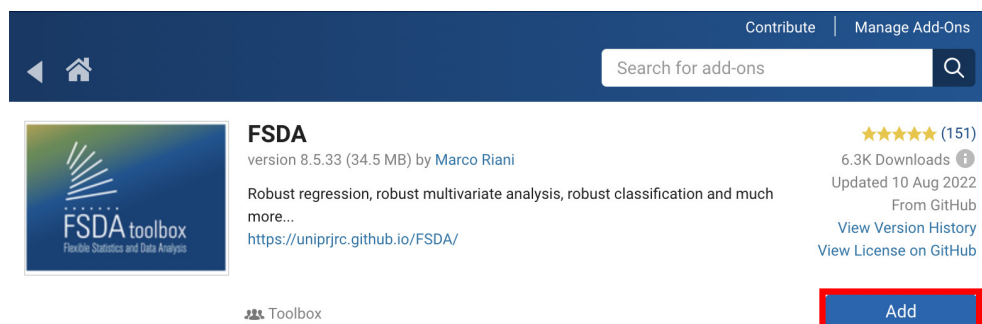 Contribute
Manage Add-Ons
Search for add-ons
FSDA toolbox
Flexible Statistics and Data Analysis
FSDA
version 8.5.33 (34.5 MB) by Marco Riani
Robust regression, robust multivariate analysis, robust classification and much
more...
https://uniprjrc.github.io/FSDA/
Toolbox
(151)
6.3K Downloads
Updated 10 Aug 2022
From GitHub
View Version History
View License on GitHub
Add